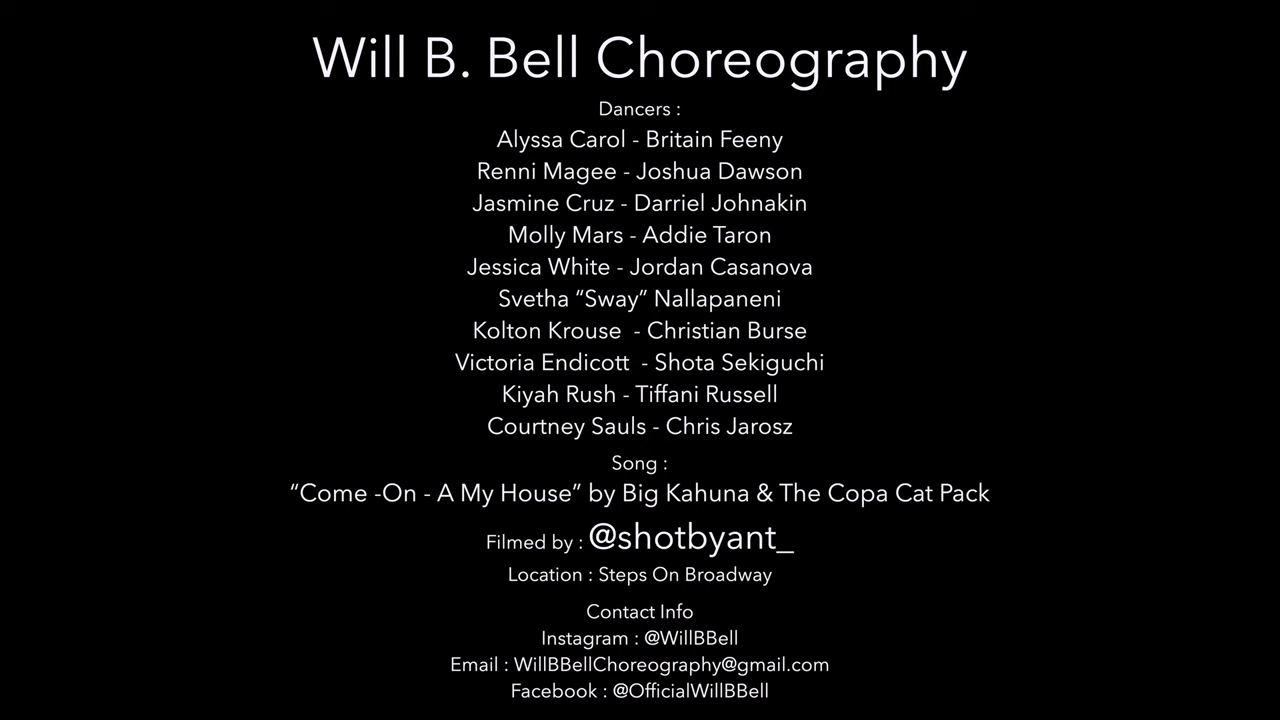 Will B. Bell Choreography
Dancers :
Alyssa Carol - Britain Feeny
Renni Magee - Joshua Dawson
Jasmine Cruz - Darriel Johnakin
Molly Mars - Addie Taron
Jessica White - Jordan Casanova
Svetha “Sway” Nallapaneni
Kolton Krouse  - Christian Burse
Victoria Endicott  - Shota Sekiguchi
Kiyah Rush - Tiffani Russell
Courtney Sauls - Chris Jarosz
Song :
“Come -On - A My House” by Big Kahuna & The Copa Cat Pack
Filmed by : @shotbyant_
Location : Steps On Broadway
Contact Info
Instagram : @WillBBell
Email : WillBBellChoreography@gmail.com
Facebook : @OfficialWillBBell